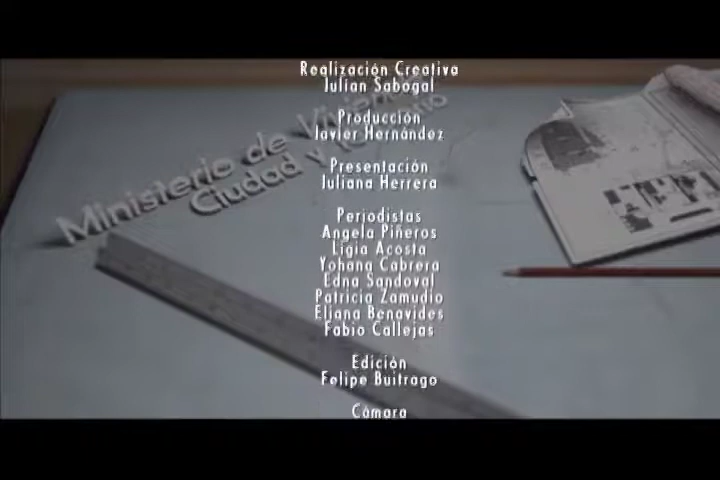 Realización Creativa
Julían Sabogal
Producción
Javier Hernández
Presentación
Juliana Herrera
Periodistas
Angela Piñeros
Ligia Acosta
Yohana Cabrera
Edna Sandoval
Patricia Zamudio
Eliana Benavides
Fabio Callejas
Edición
Felipe Buitrago
Cámara
Ministerio de Vivienda
Ciudad y